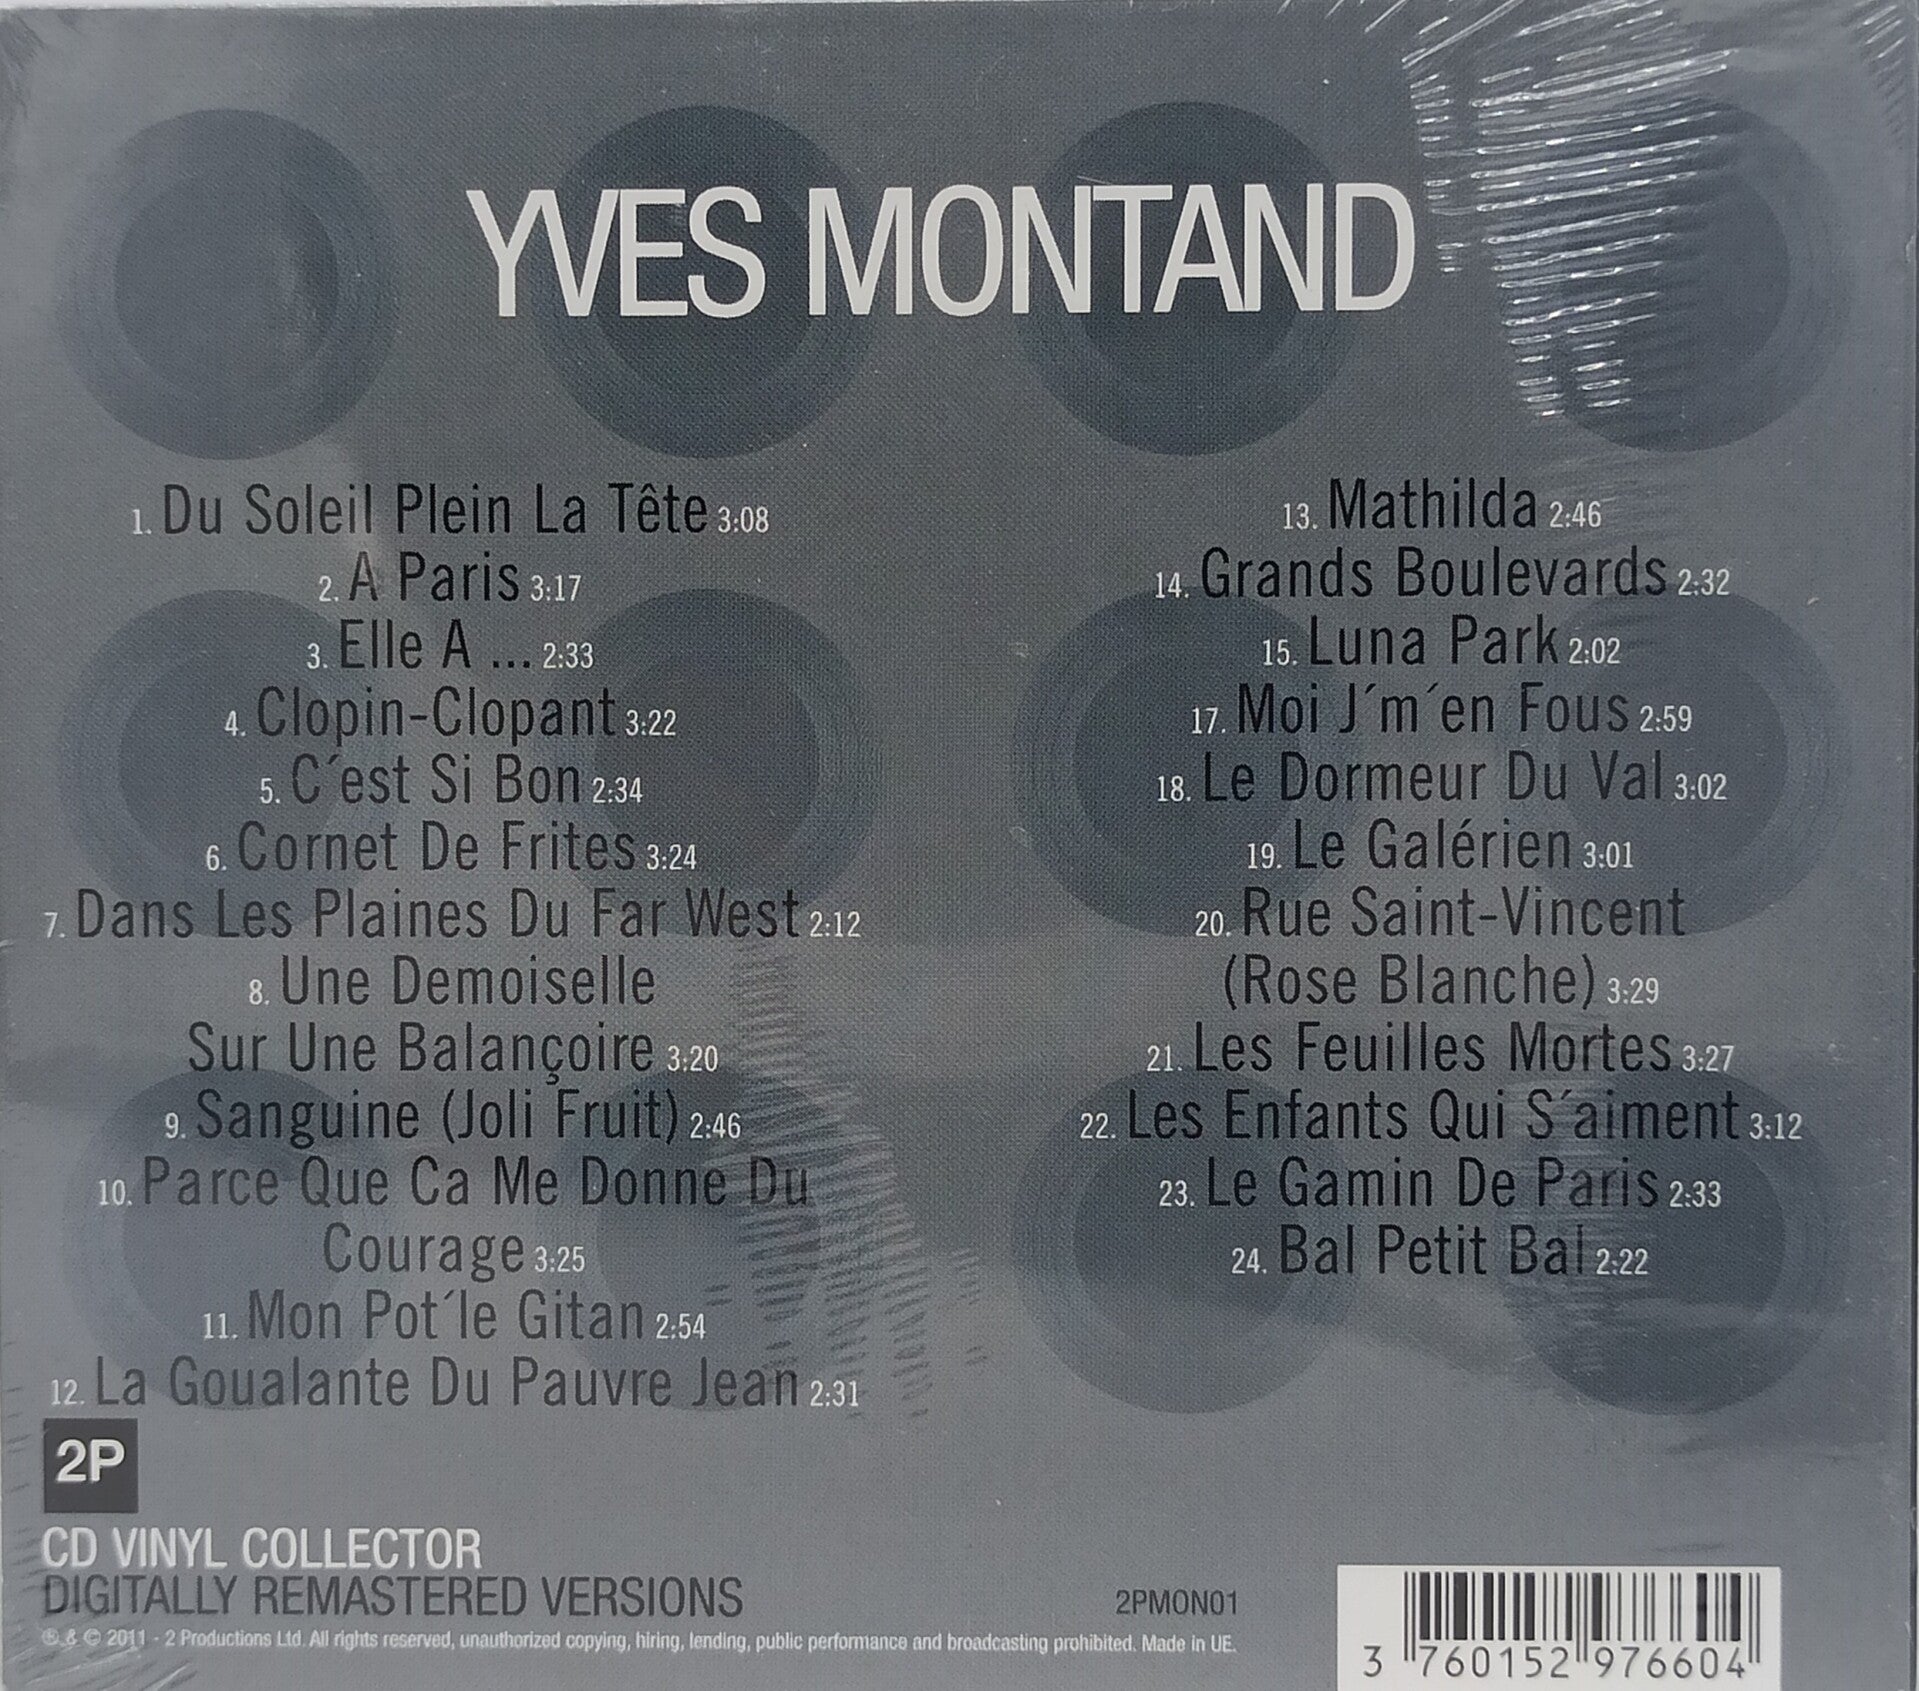 YVES MONTAND
1. Du Soleil Plein La Tête 3:08
2. A Paris 3:17
3. Elle A ... 2:33
4. Clopin-Clopant 3:22
5. C´est Si Bon 2:34
6. Cornet De Frites 3:24
7. Dans Les Plaines Du Far West 2:12
8. Une Demoiselle
Sur Une Balançoire 3:20
9. Sanguine (Joli Fruit) 2:46
10. Parce Que Ca Me Donne Du
Courage 3:25
11. Mon Pot´le Gitan 2:54
12. La Goualante Du Pauvre Jean 2:31
13. Mathilda 2:46
14. Grands Boulevards 2:32
15. Luna Park 2:02
17. Moi J´m´en Fous 2:59
18. Le Dormeur Du Val 3:02
19. Le Galérien 3:01
20. Rue Saint-Vincent
(Rose Blanche) 3:29
21. Les Feuilles Mortes 3:27
22. Les Enfants Qui S´aiment 3:12
23. Le Gamin De Paris 2:33
24. Bal Petit Bal 2:22
2P
CD VINYL COLLECTOR
DIGITALLY REMASTERED VERSIONS
2PMON01
℗ & © 2011 - 2 Productions Ltd. All rights reserved, unauthorized copying, hiring, lending, public performance and broadcasting prohibited. Made in UE.
3 760152 976604